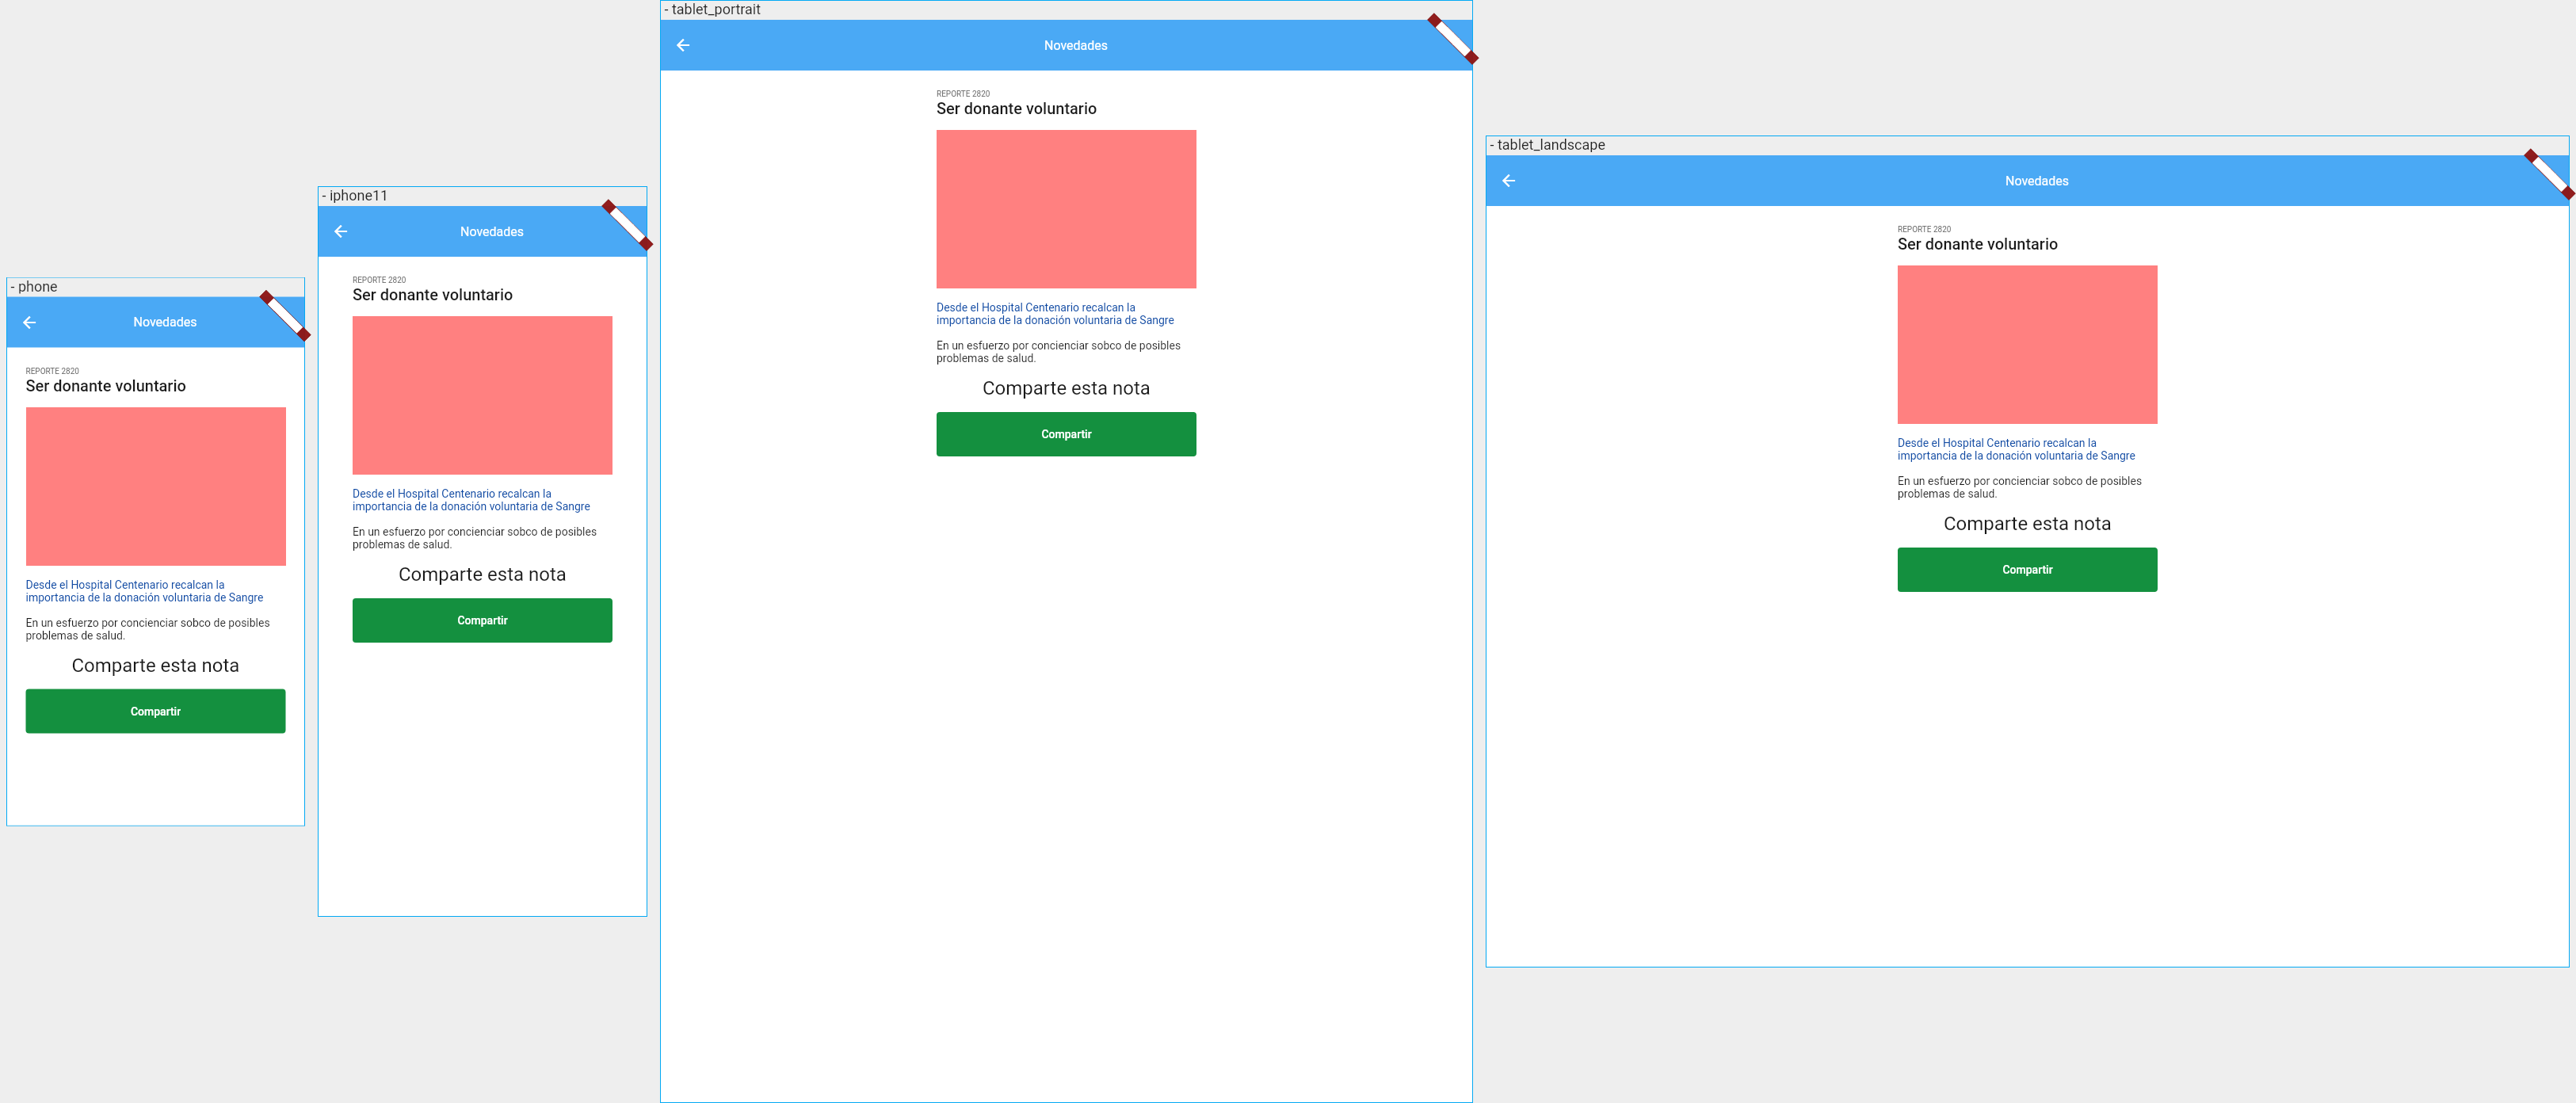 - phone
Novedades
REPORTE 2820
Ser donante voluntario
Desde el Hospital Centenario recalcan la
importancia de la donación voluntaria de Sangre
En un esfuerzo por concienciar sobco de posibles
problemas de salud.
Comparte esta nota
Compartir
- iphone11
Novedades
REPORTE 2820
Ser donante voluntario
Desde el Hospital Centenario recalcan la
importancia de la donación voluntaria de Sangre
En un esfuerzo por concienciar sobco de posibles
problemas de salud.
Comparte esta nota
Compartir
- tablet_portrait
Novedades
REPORTE 2820
Ser donante voluntario
Desde el Hospital Centenario recalcan la
importancia de la donación voluntaria de Sangre
En un esfuerzo por concienciar sobco de posibles
problemas de salud.
Comparte esta nota
Compartir
- tablet_landscape
Novedades
REPORTE 2820
Ser donante voluntario
Desde el Hospital Centenario recalcan la
importancia de la donación voluntaria de Sangre
En un esfuerzo por concienciar sobco de posibles
problemas de salud.
Comparte esta nota
Compartir